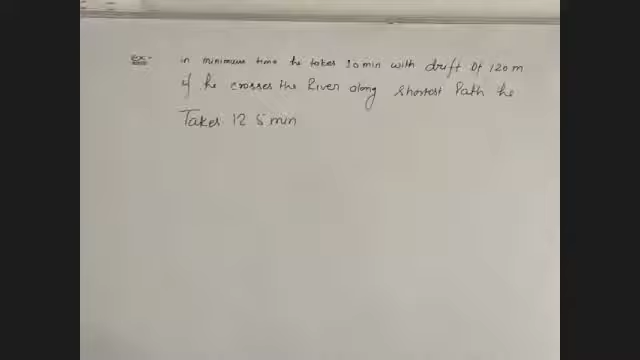 Ex:- in minimum time he takes 10 min with drift of 120 m
if he crosses the River along shortest Path he
Takes 12 5 min